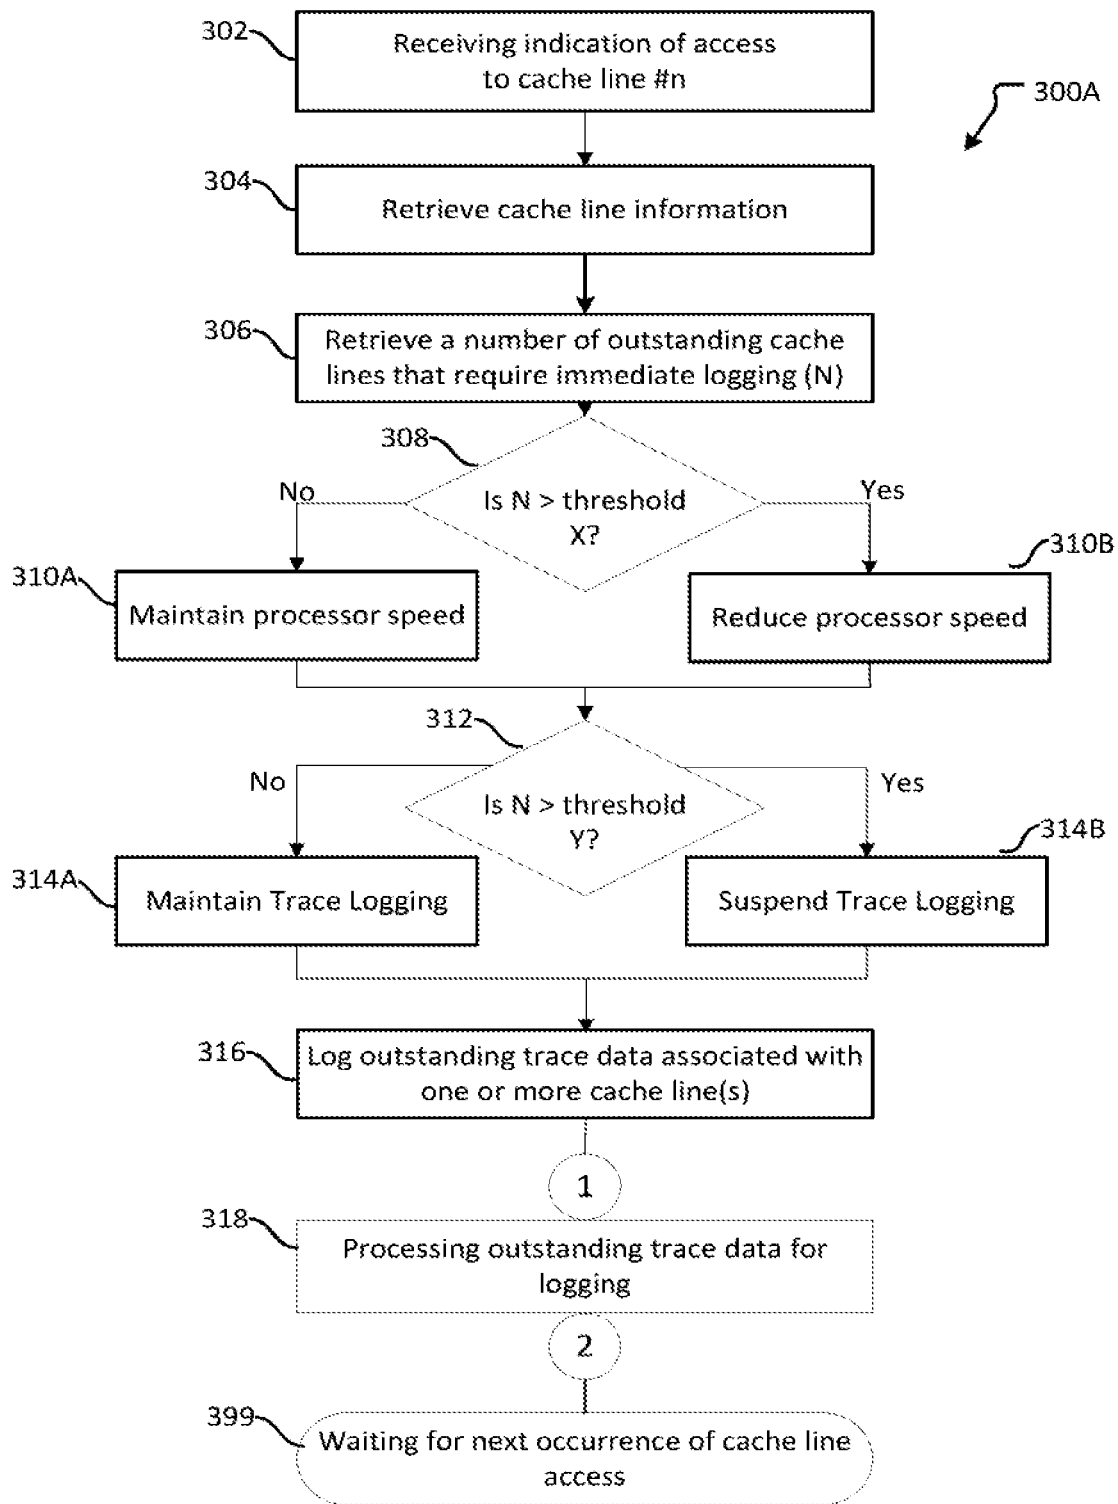 302
Receiving indication of access
to cache line #n
300A
304
Retrieve cache line information
306
Retrieve a number of outstanding cache
lines that require immediate logging (N)
308
No
Is N > threshold
X?
Yes
310A
Maintain processor speed
310B
Reduce processor speed
312
No
Is N > threshold
Y?
Yes
314A
Maintain Trace Logging
314B
Suspend Trace Logging
316
Log outstanding trace data associated with
one or more cache line(s)
1
318
Processing outstanding trace data for
logging
2
399
Waiting for next occurrence of cache line
access